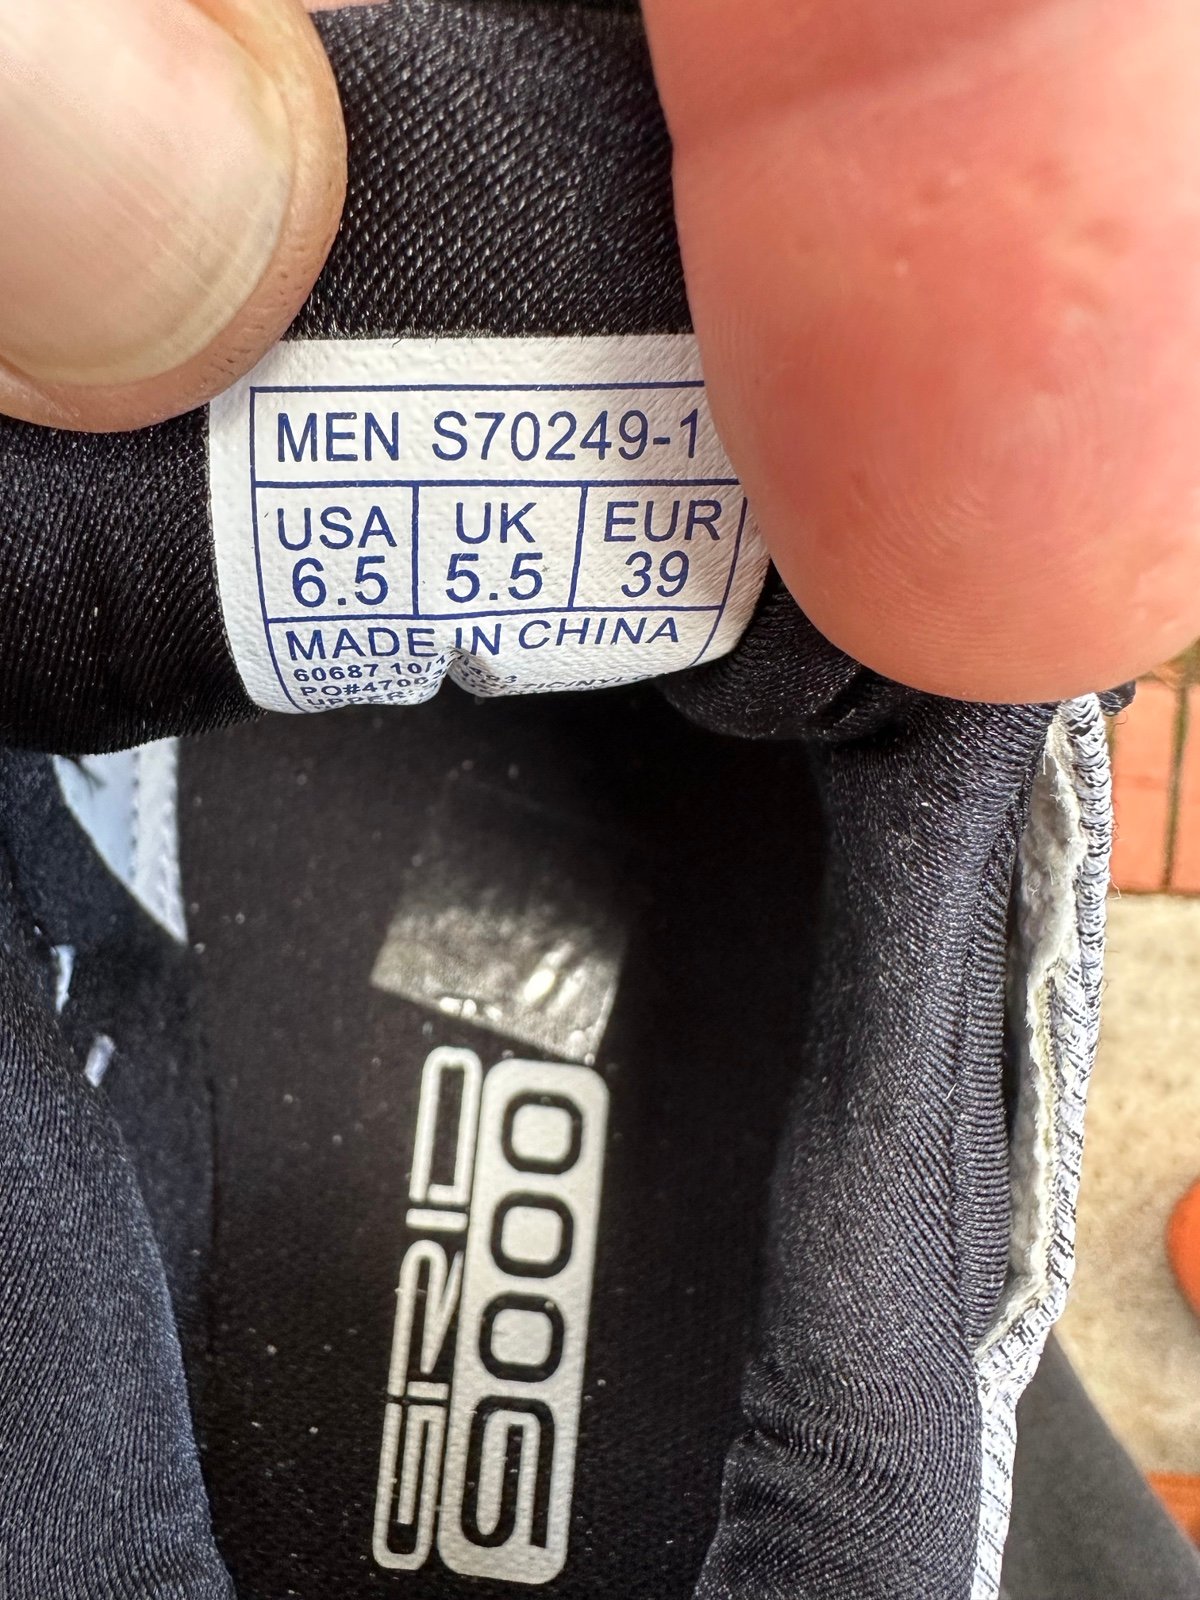 MEN S70249-1
USA UK EUR
6.5 5.5 39
MADE IN CHINA
60687
GRID
9000